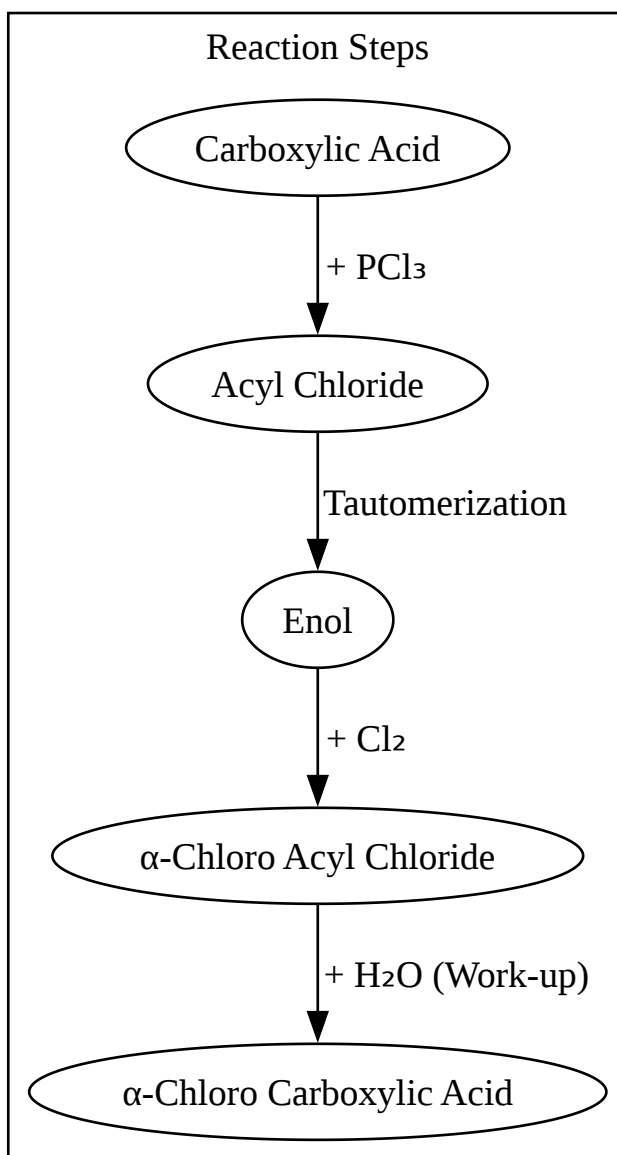 Reaction Steps
Carboxylic Acid
+ PCl₃
Acyl Chloride
Tautomerization
Enol
+ Cl₂
α-Chloro Acyl Chloride
+ H₂O (Work-up)
α-Chloro Carboxylic Acid